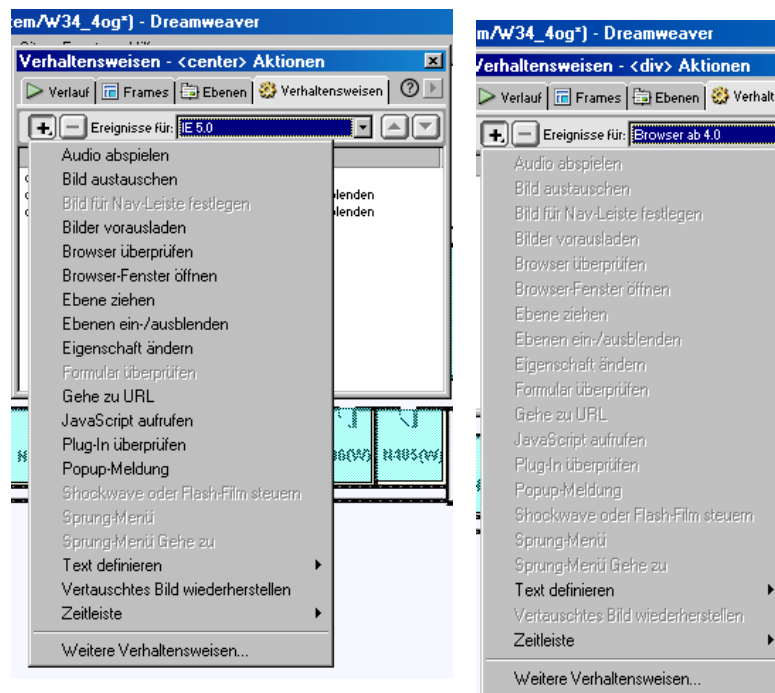 em/W34_4og*) - Dreamweaver
Verhaltensweisen - <center> Aktionen
Verlauf Frames Ebenen Verhaltensweisen
Ereignisse für: IE 5.0
Audio abspielen
Bild austauschen
Bild für Nav-Leiste festlegen
Bilder vorausladen
Browser überprüfen
Browser-Fenster öffnen
Ebene ziehen
Ebenen ein-/ausblenden
Eigenschaft ändern
Formular überprüfen
Gehe zu URL
JavaScript aufrufen
Plug-In überprüfen
Popup-Meldung
Shockwave oder Flash-Film steuern
Sprung-Menü
Sprung-Menü Gehe zu
Text definieren
Vertauschtes Bild wiederherstellen
Zeitleiste
Weitere Verhaltensweisen...
lenden
lenden
N405(W)
m/W34_4og*) - Dreamweaver
Verhaltensweisen - <div> Aktionen
Verlauf Frames Ebenen Verhalt
Ereignisse für: Browser ab 4.0
Audio abspielen
Bild austauschen
Bild für Nav-Leiste festlegen
Bilder vorausladen
Browser überprüfen
Browser-Fenster öffnen
Ebene ziehen
Ebenen ein-/ausblenden
Eigenschaft ändern
Formular überprüfen
Gehe zu URL
JavaScript aufrufen
Plug-In überprüfen
Popup-Meldung
Shockwave oder Flash-Film steuern
Sprung-Menü
Sprung-Menü Gehe zu
Text definieren
Vertauschtes Bild wiederherstellen
Zeitleiste
Weitere Verhaltensweisen...